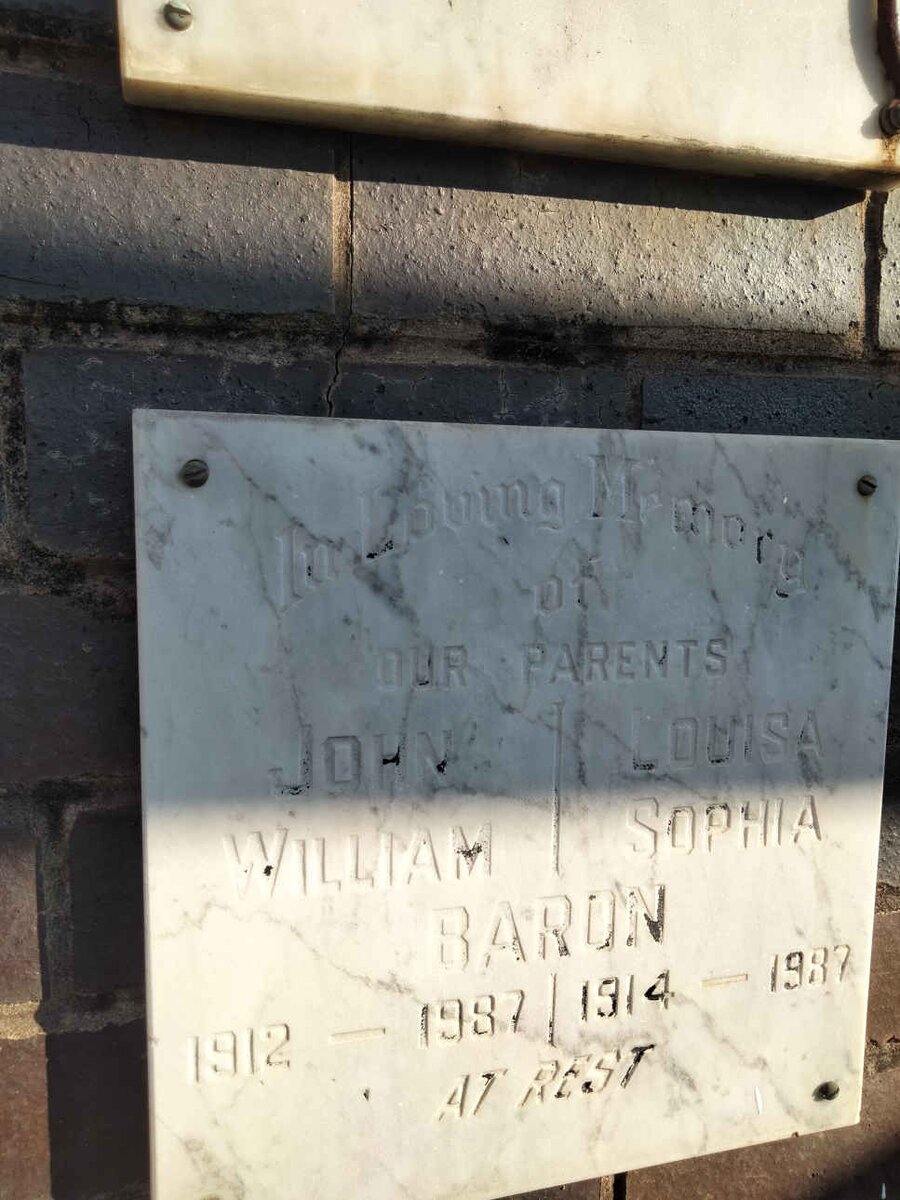 In Loving Memory
of
OUR PARENTS
JOHN LOUISA
WILLIAM SOPHIA
BARON
1912 — 1987 1914 — 1987
AT REST